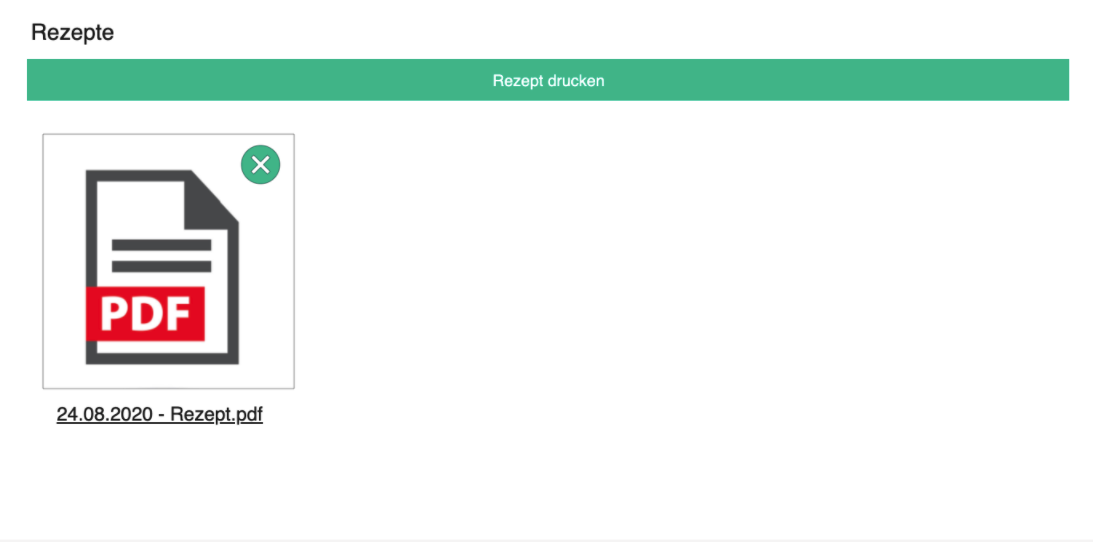 Rezepte
Rezept drucken
PDF
24.08.2020 - Rezept.pdf